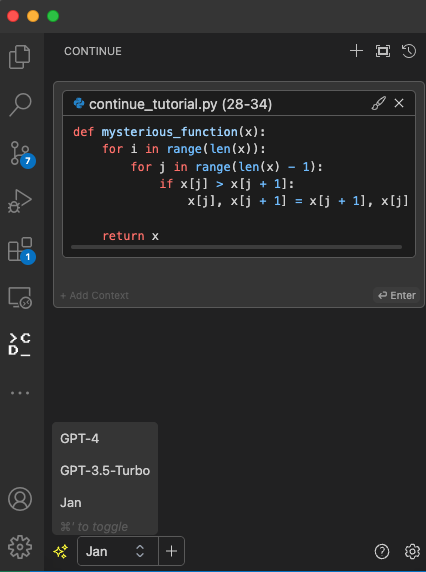 CONTINUE
continue_tutorial.py (28-34)
def mysterious_function(x):
    for i in range(len(x)):
        for j in range(len(x) - 1):
            if x[j] > x[j + 1]:
                x[j], x[j + 1] = x[j + 1], x[j]
    return x
+ Add Context
⏎ Enter
7
1
>C
D_
GPT-4
GPT-3.5-Turbo
Jan
⌘' to toggle
Jan